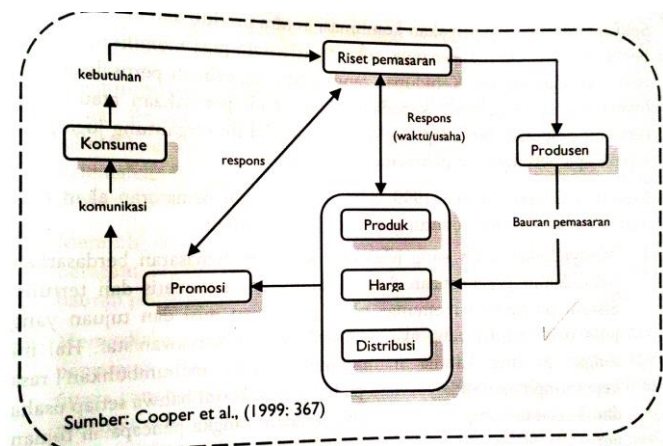 Riset pemasaran
kebutuhan
Respons
(waktu/usaha)
Konsume
respons
Produsen
komunikasi
Produk
Bauran pemasaran
Promosi
Harga
Distribusi
Sumber: Cooper et al., (1999: 367)